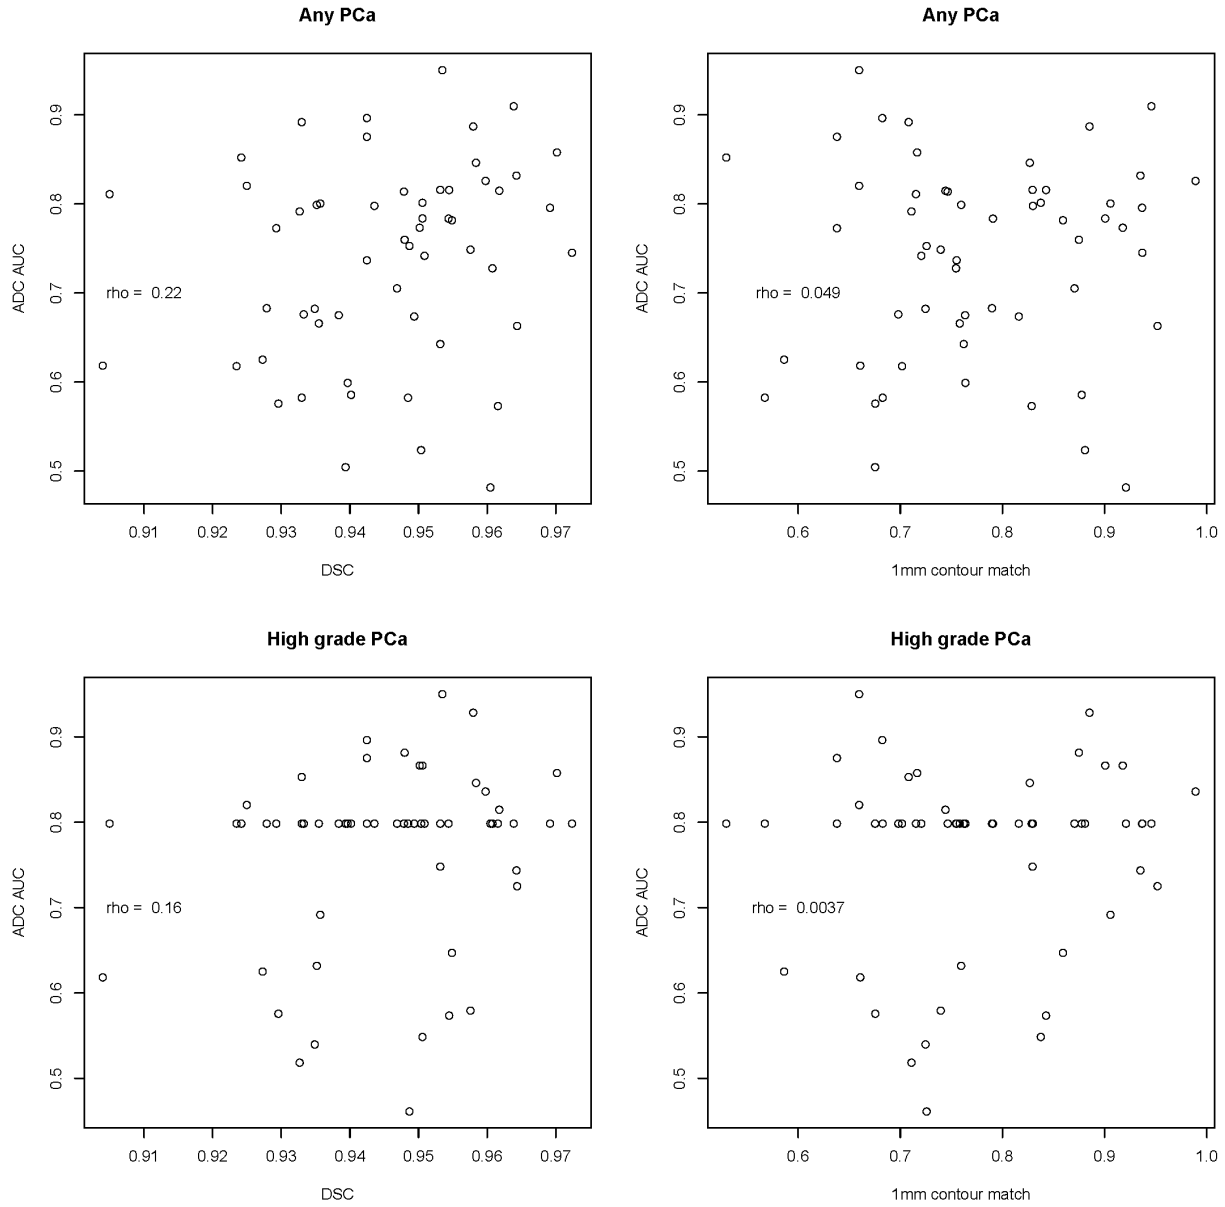 Any PCa
ADC AUC
0.9
0.8
0.7
0.6
0.5
rho = 0.22
0.91 0.92 0.93 0.94 0.95 0.96 0.97
DSC
Any PCa
ADC AUC
0.9
0.8
0.7
0.6
0.5
rho = 0.049
0.6 0.7 0.8 0.9 1.0
1mm contour match
High grade PCa
ADC AUC
0.9
0.8
0.7
0.6
0.5
rho = 0.16
0.91 0.92 0.93 0.94 0.95 0.96 0.97
DSC
High grade PCa
ADC AUC
0.9
0.8
0.7
0.6
0.5
rho = 0.0037
0.6 0.7 0.8 0.9 1.0
1mm contour match